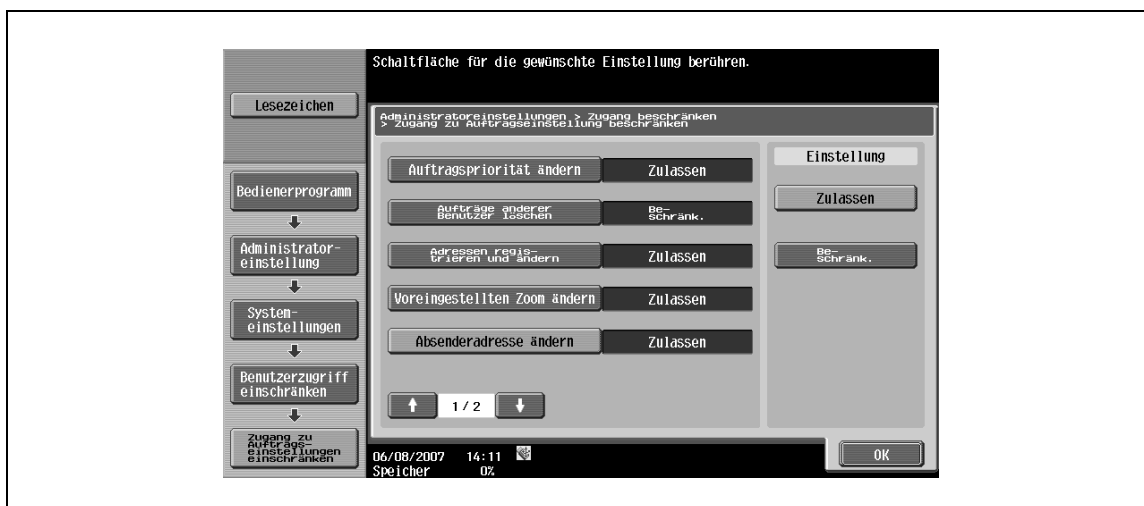 Schaltfläche für die gewünschte Einstellung berühren.
Lesezeichen
Administratoreinstellungen > Zugang beschränken
> Zugang zu Auftragseinstellung beschränken
Bedienerprogramm
Administrator-
einstellung
System-
einstellungen
Benutzerzugriff
einschränken
Zugang zu
Auftrags-
einstellungen
einschränken
Auftragspriorität ändern
Zulassen
Aufträge anderer
Benutzer löschen
Be-
schränk.
Adressen regis-
trieren und ändern
Zulassen
Voreingestellten Zoom ändern
Zulassen
Absenderadresse ändern
Zulassen
1/2
Einstellung
Zulassen
Be-
schränk.
06/08/2007 14:11
Speicher 0%
OK